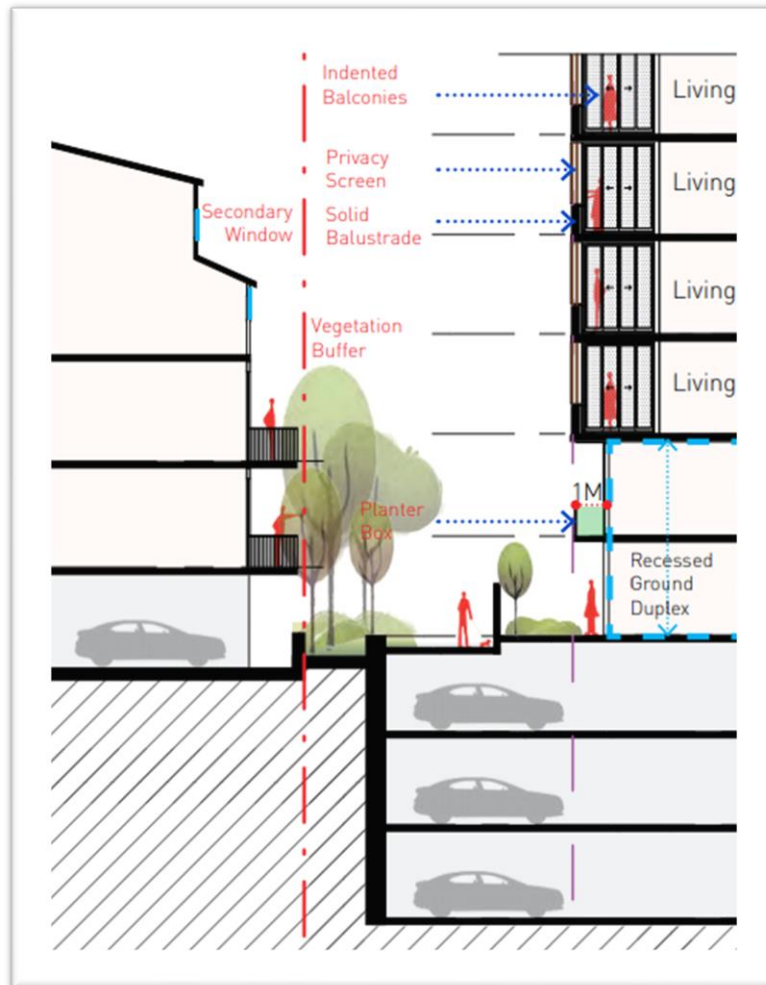 Indented
Balconies
Living
Privacy
Screen
Living
Secondary
Window
Solid
Balustrade
Living
Vegetation
Buffer
Living
1M
Planter
Box
Recessed
Ground
Duplex